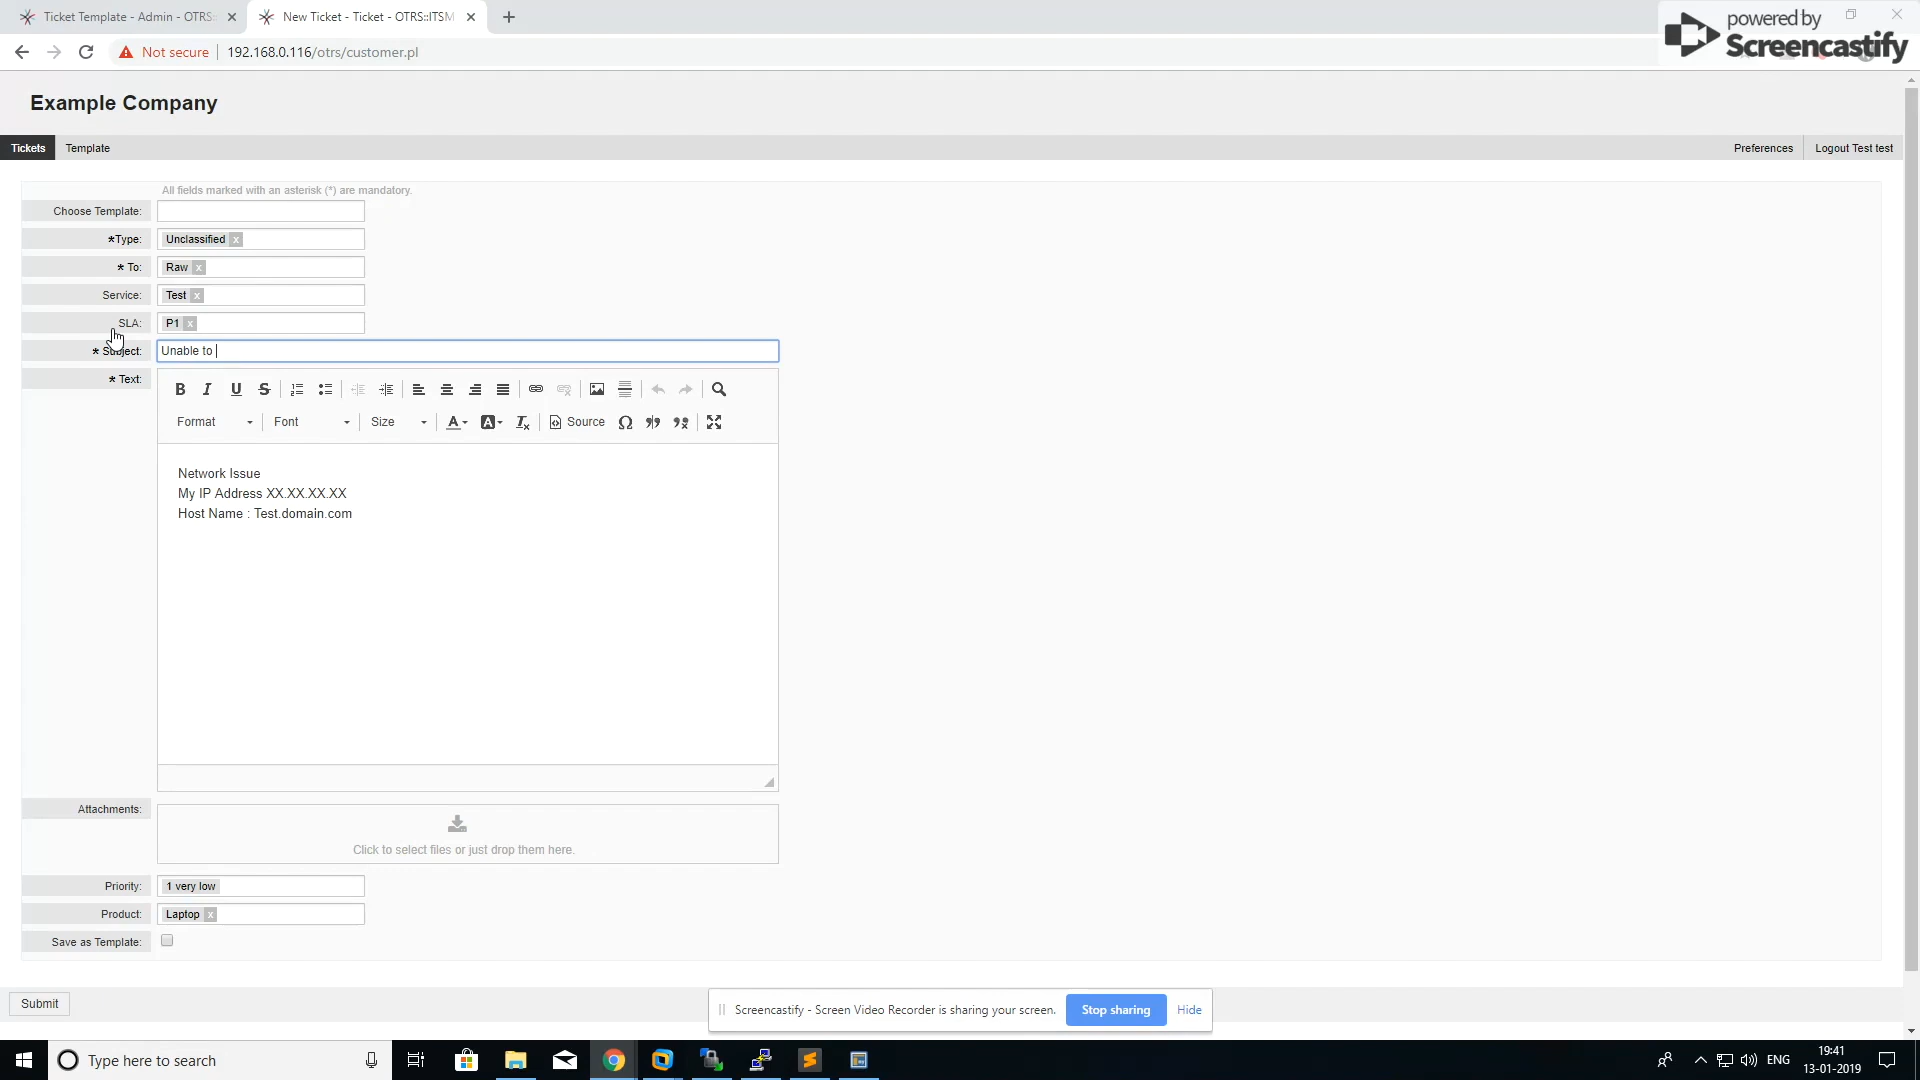 Ticket Template - Admin - OTRS:
New Ticket - Ticket - OTRS::ITSM
powered by
Screencastify
Not secure
192.168.0.116/otrs/customer.pl
Example Company
Tickets
Template
Preferences
Logout Test test
All fields marked with an asterisk (*) are mandatory.
Choose Template:
*Type:
Unclassified x
* To:
Raw x
Service:
Test x
SLA:
P1 x
* Subject:
Unable to
* Text:
B I U S
Format
Font
Size
A
A
Source
Ω
Network Issue
My IP Address XX.XX.XX.XX
Host Name : Test.domain.com
Attachments:
Click to select files or just drop them here.
Priority:
1 very low
Product:
Laptop x
Save as Template:
Submit
Screencastify - Screen Video Recorder is sharing your screen.
Stop sharing
Hide
Type here to search
ENG
19:41
13-01-2019